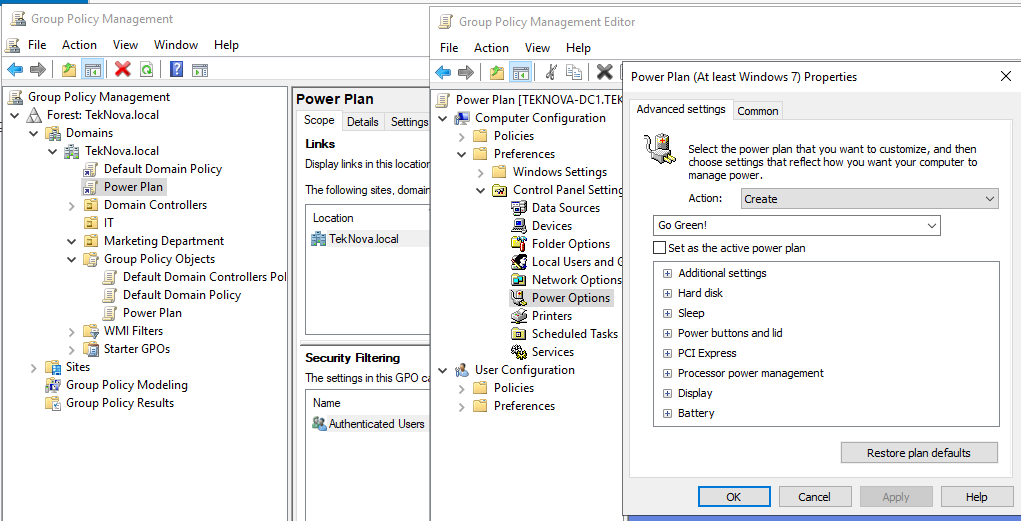 Group Policy Management
File Action View Window Help
Group Policy Management
Forest: TekNova.local
Domains
TekNova.local
Default Domain Policy
Power Plan
Domain Controllers
IT
Marketing Department
Group Policy Objects
Default Domain Controllers Pol
Default Domain Policy
Power Plan
WMI Filters
Starter GPOs
Sites
Group Policy Modeling
Group Policy Results
Power Plan
Scope Details Settings
Links
Display links in this location
The following sites, domain
Location
TekNova.local
Security Filtering
The settings in this GPO ca
Name
Authenticated Users
Group Policy Management Editor
File Action View Help
Power Plan [TEKNOVA-DC1.TEK
Computer Configuration
Policies
Preferences
Windows Settings
Control Panel Setting
Data Sources
Devices
Folder Options
Local Users and G
Network Options
Power Options
Printers
Scheduled Tasks
Services
User Configuration
Policies
Preferences
Power Plan (At least Windows 7) Properties
Advanced settings Common
Select the power plan that you want to customize, and then
choose settings that reflect how you want your computer to
manage power.
Action: Create
Go Green!
Set as the active power plan
Additional settings
Hard disk
Sleep
Power buttons and lid
PCI Express
Processor power management
Display
Battery
Restore plan defaults
OK Cancel Apply Help